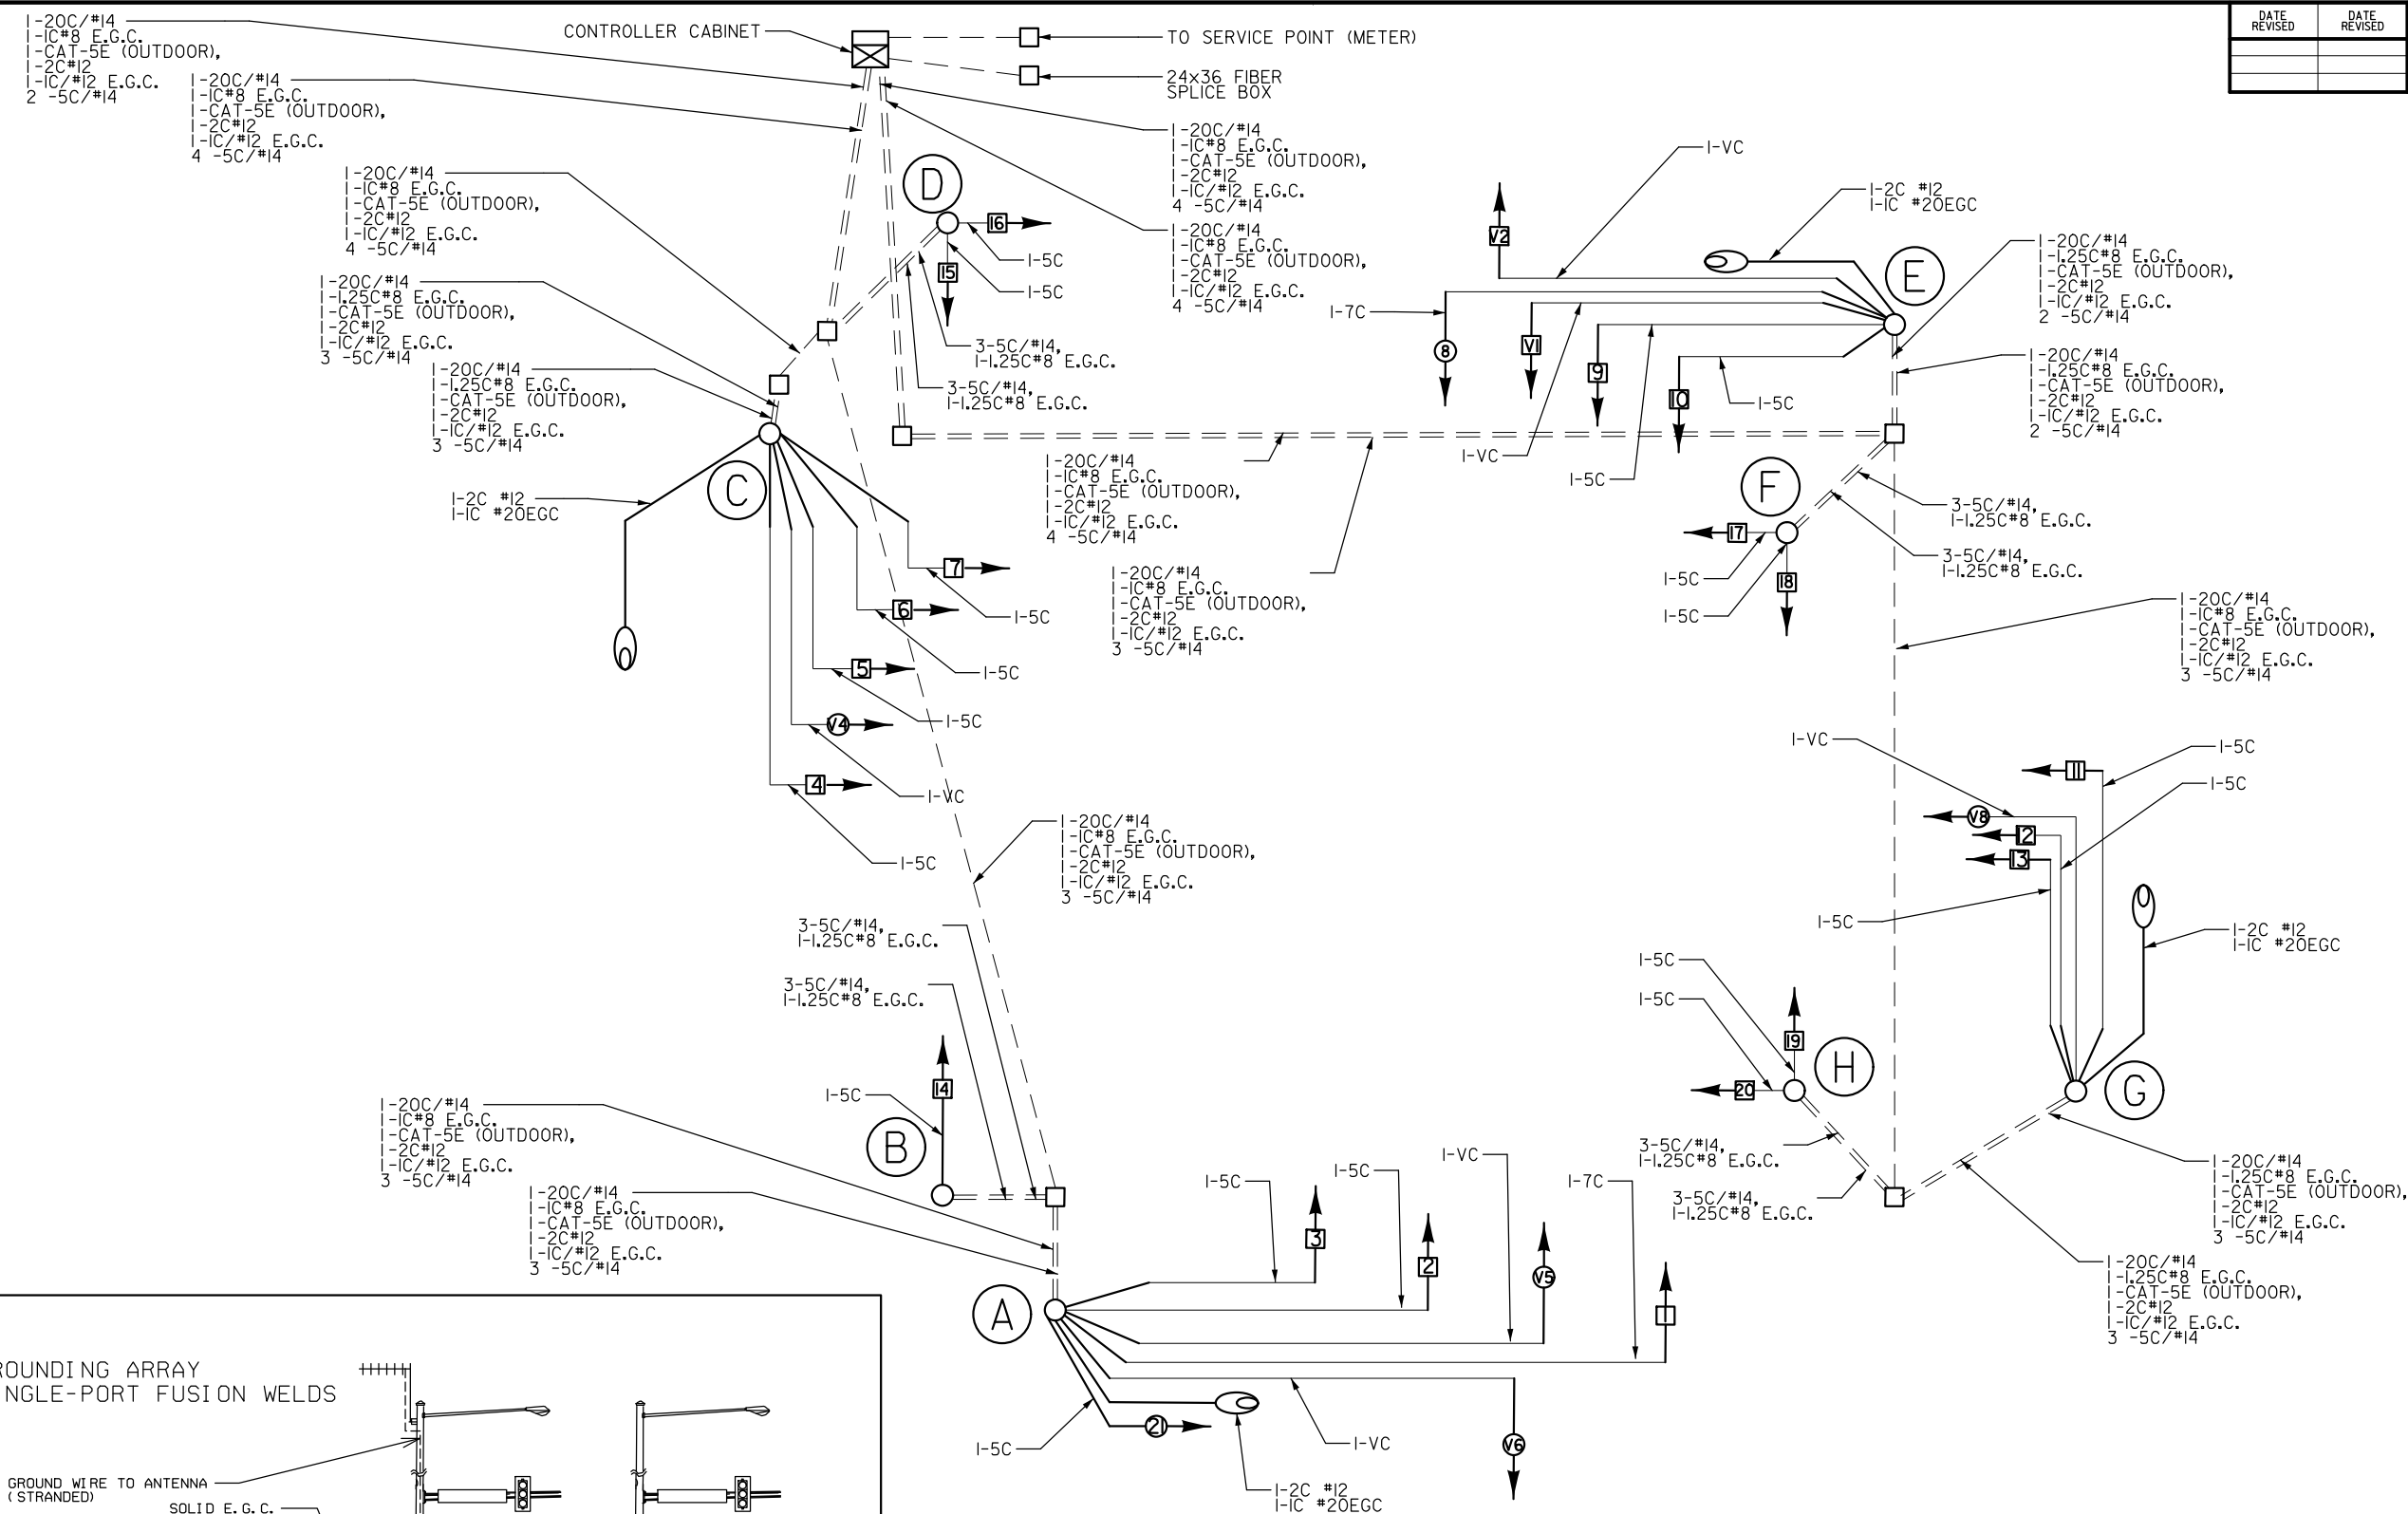 1-20C/#14
1-1C#8 E.G.C.
1-CAT-5E (OUTDOOR),
1-2C#12
1-1C/#12 E.G.C.
2 -5C/#14
1-20C/#14
1-1C#8 E.G.C.
1-CAT-5E (OUTDOOR),
1-2C#12
1-1C/#12 E.G.C.
4 -5C/#14
1-20C/#14
1-1C#8 E.G.C.
1-CAT-5E (OUTDOOR),
1-2C#12
1-1C/#12 E.G.C.
4 -5C/#14
1-20C/#14
1-1.25C#8 E.G.C.
1-CAT-5E (OUTDOOR),
1-2C#12
1-1C/#12 E.G.C.
3 -5C/#14
1-20C/#14
1-1.25C#8 E.G.C.
1-CAT-5E (OUTDOOR),
1-2C#12
1-1C/#12 E.G.C.
3 -5C/#14
CONTROLLER CABINET
TO SERVICE POINT (METER)
24x36 FIBER
SPLICE BOX
DATE
REVISED
DATE
REVISED
1-20C/#14
1-1C#8 E.G.C.
1-CAT-5E (OUTDOOR),
1-2C#12
1-1C/#12 E.G.C.
4 -5C/#14
1-20C/#14
1-1C#8 E.G.C.
1-CAT-5E (OUTDOOR),
1-2C#12
1-1C/#12 E.G.C.
4 -5C/#14
D
16
15
1-5C
1-5C
3-5C/#14,
1-1.25C#8 E.G.C.
3-5C/#14,
1-1.25C#8 E.G.C.
1-VC
1-2C #12
1-1C #20EGC
V2
E
1-7C
8
V1
9
10
1-5C
1-VC
1-5C
1-20C/#14
1-1.25C#8 E.G.C.
1-CAT-5E (OUTDOOR),
1-2C#12
1-1C/#12 E.G.C.
2 -5C/#14
1-20C/#14
1-1.25C#8 E.G.C.
1-CAT-5E (OUTDOOR),
1-2C#12
1-1C/#12 E.G.C.
2 -5C/#14
1-20C/#14
1-1C#8 E.G.C.
1-CAT-5E (OUTDOOR),
1-2C#12
1-1C/#12 E.G.C.
4 -5C/#14
1-20C/#14
1-1C#8 E.G.C.
1-CAT-5E (OUTDOOR),
1-2C#12
1-1C/#12 E.G.C.
3 -5C/#14
F
17
18
1-5C
1-5C
3-5C/#14,
1-1.25C#8 E.G.C.
3-5C/#14,
1-1.25C#8 E.G.C.
1-20C/#14
1-1C#8 E.G.C.
1-CAT-5E (OUTDOOR),
1-2C#12
1-1C/#12 E.G.C.
3 -5C/#14
C
1-2C #12
1-1C #20EGC
7
1-5C
6
1-5C
5
1-5C
V4
1-VC
4
1-5C
1-20C/#14
1-1C#8 E.G.C.
1-CAT-5E (OUTDOOR),
1-2C#12
1-1C/#12 E.G.C.
3 -5C/#14
1-VC
1-5C
11
1-5C
V8
12
13
1-5C
1-2C #12
1-1C #20EGC
G
1-5C
1-5C
19
20
H
3-5C/#14,
1-1.25C#8 E.G.C.
3-5C/#14,
1-1.25C#8 E.G.C.
1-20C/#14
1-1.25C#8 E.G.C.
1-CAT-5E (OUTDOOR),
1-2C#12
1-1C/#12 E.G.C.
3 -5C/#14
1-20C/#14
1-1.25C#8 E.G.C.
1-CAT-5E (OUTDOOR),
1-2C#12
1-1C/#12 E.G.C.
3 -5C/#14
3-5C/#14,
1-1.25C#8 E.G.C.
3-5C/#14,
1-1.25C#8 E.G.C.
14
1-5C
B
1-20C/#14
1-1C#8 E.G.C.
1-CAT-5E (OUTDOOR),
1-2C#12
1-1C/#12 E.G.C.
3 -5C/#14
1-20C/#14
1-1C#8 E.G.C.
1-CAT-5E (OUTDOOR),
1-2C#12
1-1C/#12 E.G.C.
3 -5C/#14
1-5C
1-5C
1-VC
1-7C
3
2
V5
1
A
21
1-5C
1-VC
V6
1-2C #12
1-1C #20EGC
ROUNDING ARRAY
NGLE-PORT FUSION WELDS
GROUND WIRE TO ANTENNA
(STRANDED)
SOLID E.G.C.